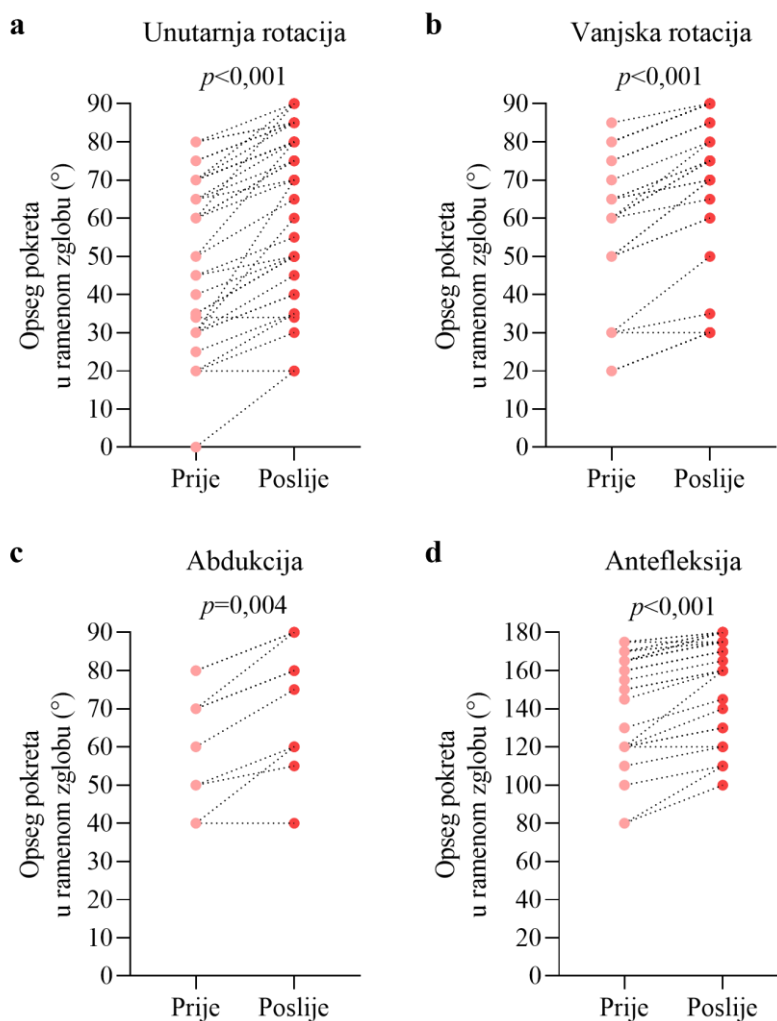 a Unutarnja rotacija
p<0,001
90
80
70
60
50
40
30
20
10
0
Opseg pokreta
u ramenom zglobu (°)
Prije Poslije
b Vanjska rotacija
p<0,001
90
80
70
60
50
40
30
20
10
0
Opseg pokreta
u ramenom zglobu (°)
Prije Poslije
c Abdukcija
p=0,004
90
80
70
60
50
40
30
20
10
0
Opseg pokreta
u ramenom zglobu (°)
Prije Poslije
d Antefleksija
p<0,001
180
160
140
120
100
80
60
40
20
0
Opseg pokreta
u ramenom zglobu (°)
Prije Poslije